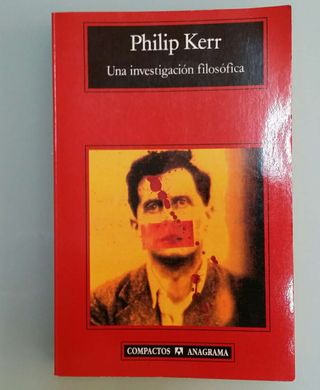 Philip Kerr
Una investigación filosófica
COMPACTOS ANAGRAMA